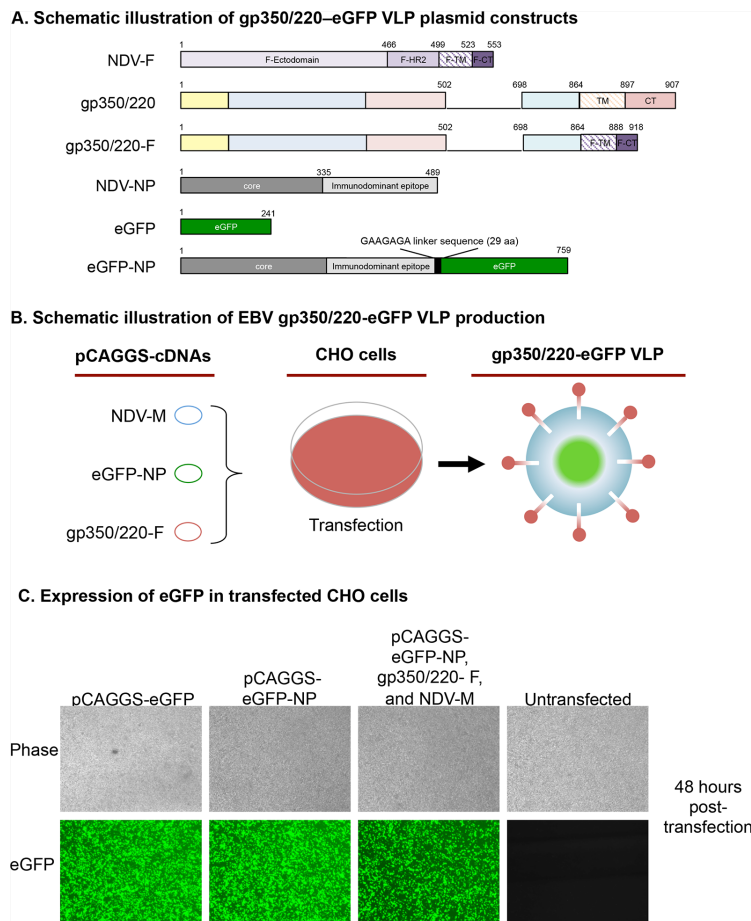 A. Schematic illustration of gp350/220–eGFP VLP plasmid constructs
1 466 499 523 553
NDV-F F-Ectodomain F-HR2 F-TM F-CT
1 502 698 864 897 907
gp350/220 TM CT
1 502 698 864 888 918
gp350/220-F F-TM F-CT
1 335 489
NDV-NP core Immunodominant epitope
1 241
eGFP eGFP
GAAGAGA linker sequence (29 aa)
1 759
eGFP-NP core Immunodominant epitope eGFP
B. Schematic illustration of EBV gp350/220-eGFP VLP production
pCAGGS-cDNAs CHO cells gp350/220-eGFP VLP
NDV-M
eGFP-NP
gp350/220-F
Transfection
C. Expression of eGFP in transfected CHO cells
pCAGGS-eGFP
pCAGGS-
eGFP-NP
pCAGGS-
eGFP-NP,
gp350/220- F,
and NDV-M
Untransfected
Phase
eGFP
48 hours
post-
transfection